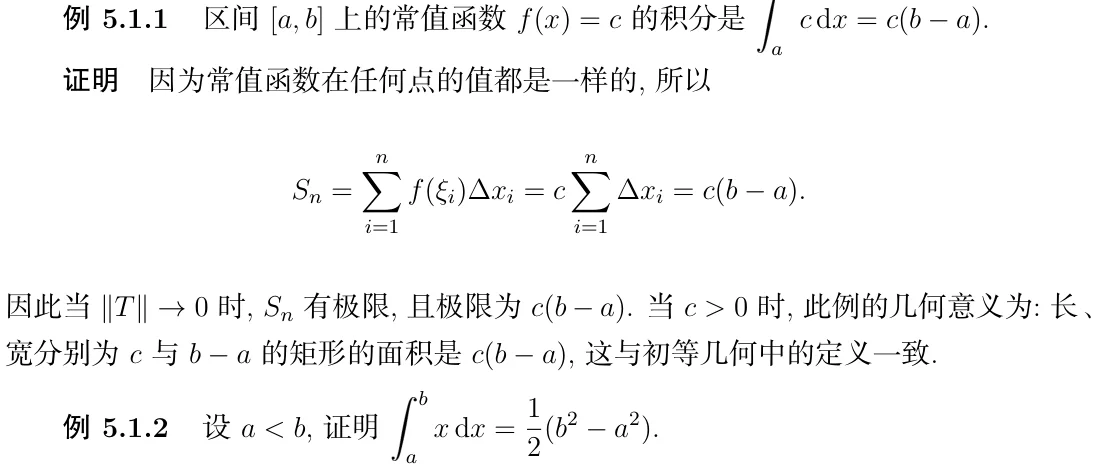 例 5.1.1 区间 [a, b] 上的常值函数 f(x) = c 的积分是 ∫_a c dx = c(b − a).
证明 因为常值函数在任何点的值都是一样的, 所以
S_n = ∑_{i=1}^{n} f(ξ_i)Δx_i = c ∑_{i=1}^{n} Δx_i = c(b − a).
因此当 ‖T‖ → 0 时, S_n 有极限, 且极限为 c(b − a). 当 c > 0 时, 此例的几何意义为: 长、
宽分别为 c 与 b − a 的矩形的面积是 c(b − a), 这与初等几何中的定义一致.
例 5.1.2 设 a < b, 证明 ∫_a^b x dx = \frac{1}{2}(b^2 − a^2).